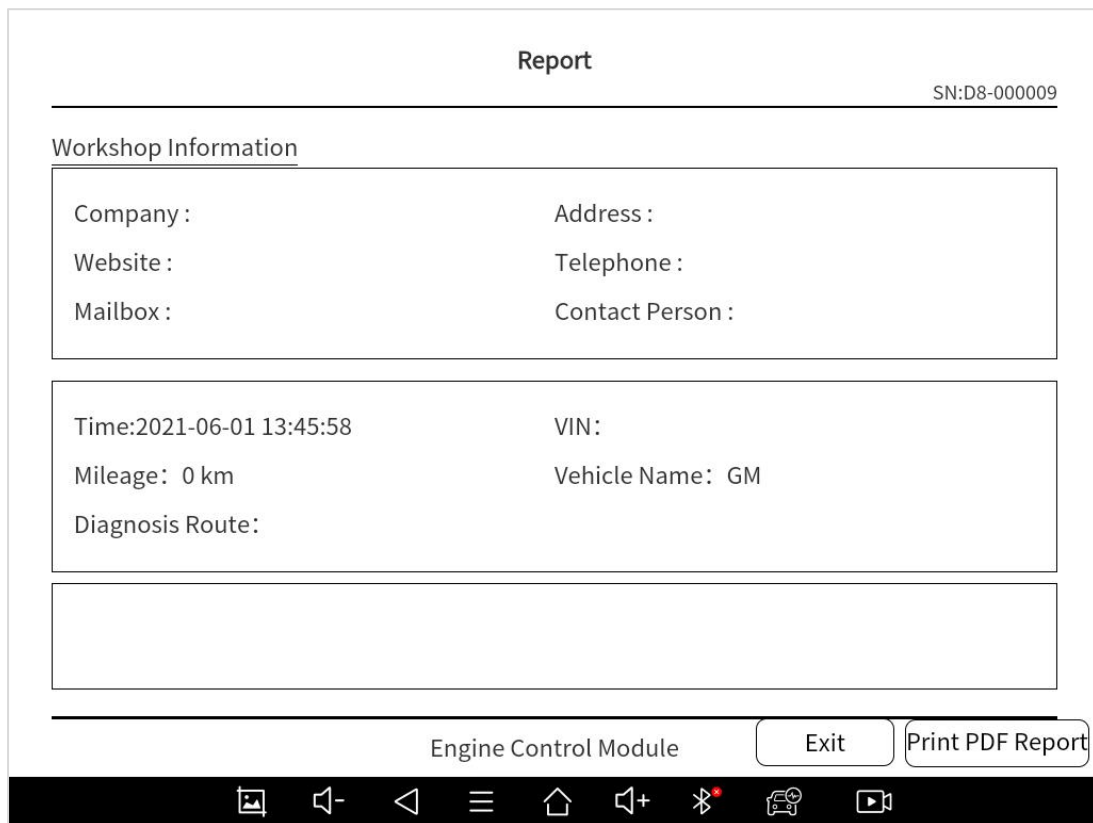 Report
SN:D8-000009
Workshop Information
Company :
Address :
Website :
Telephone :
Mailbox :
Contact Person :
Time:2021-06-01 13:45:58
VIN：
Mileage：0 km
Vehicle Name：GM
Diagnosis Route：
Engine Control Module
Exit
Print PDF Report